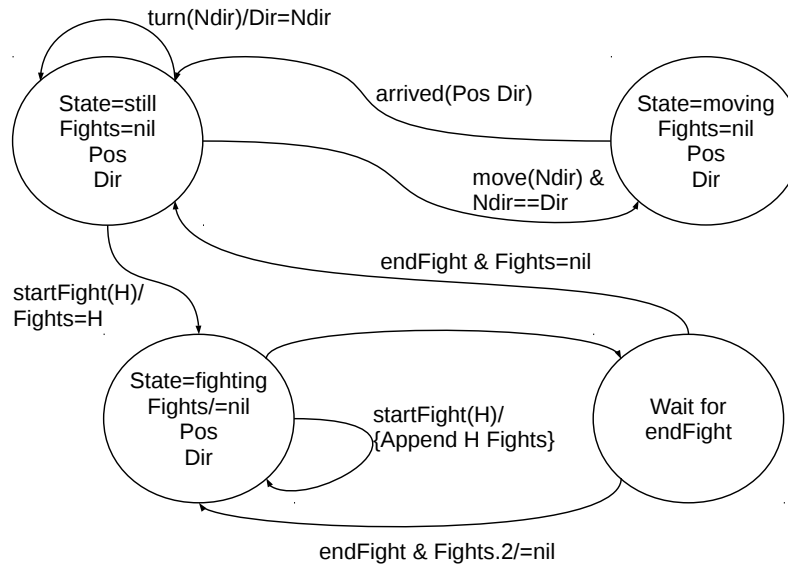 turn(Ndir)/Dir=Ndir
State=still
Fights=nil
Pos
Dir
arrived(Pos Dir)
State=moving
Fights=nil
Pos
Dir
move(Ndir) &
Ndir==Dir
endFight & Fights=nil
startFight(H)/
Fights=H
State=fighting
Fights/=nil
Pos
Dir
startFight(H)/
{Append H Fights}
Wait for
endFight
endFight & Fights.2/=nil